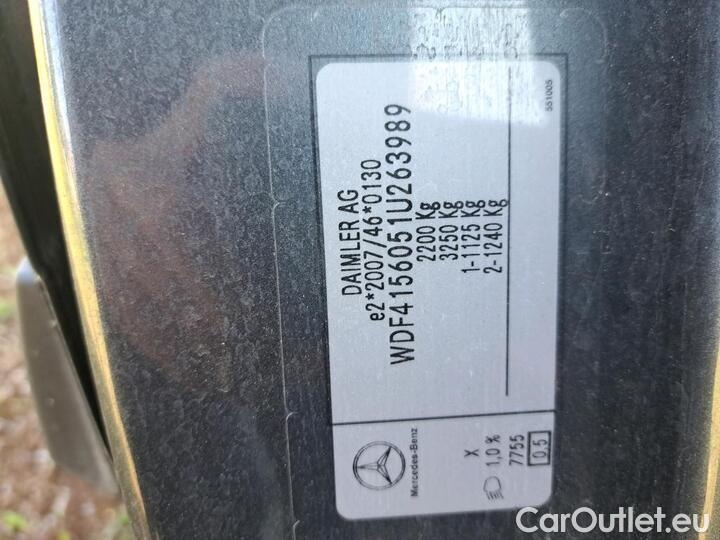 DAIMLER AG
e2*2007/46*0130
WDF4156051U263989
2200 Kg
3250 Kg
1-1125 Kg
2-1240 Kg
551005
Mercedes-Benz
X
1,0%
7755
0,5
CarOutlet.eu